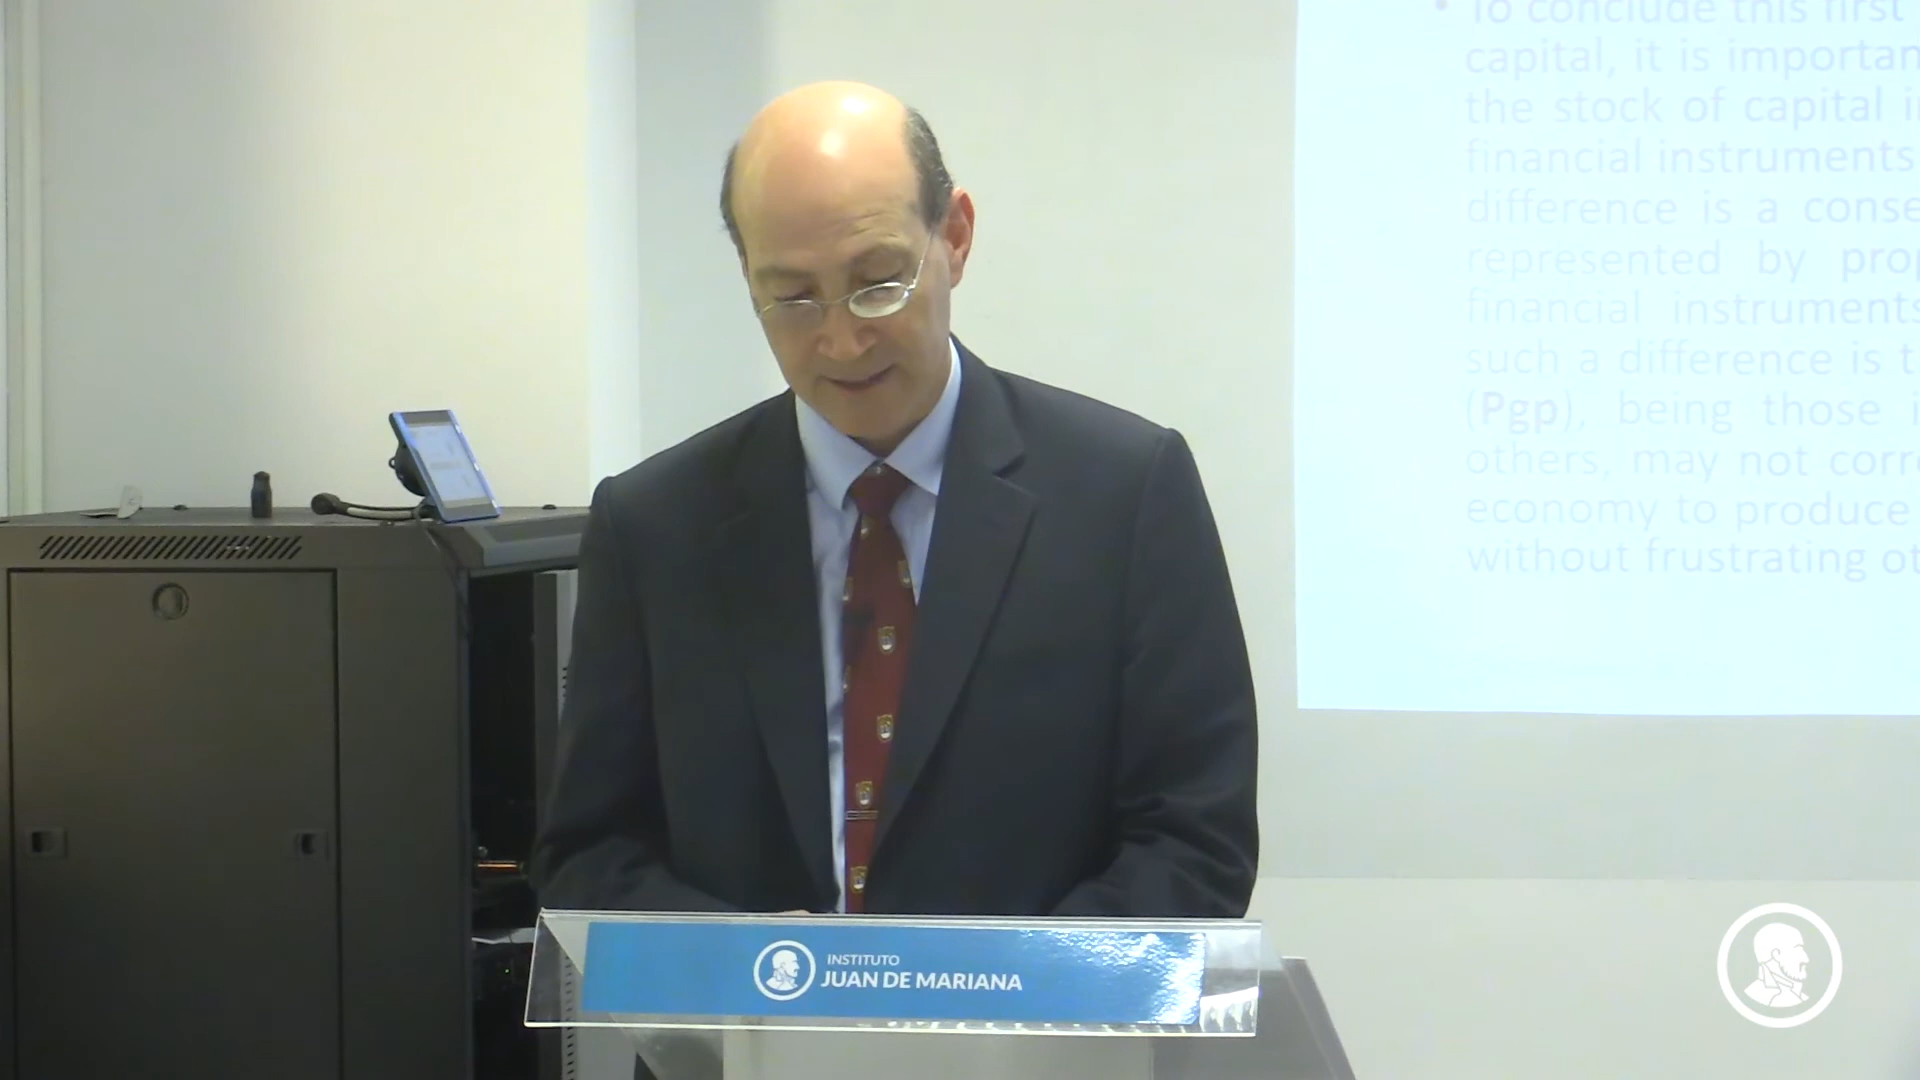 • To conclude this first
capital, it is importan
the stock of capital i
financial instruments
difference is a conse
represented by prop
financial instruments
such a difference is t
(Pgp), being those i
others, may not corr
economy to produce
without frustrating ot
INSTITUTO
JUAN DE MARIANA